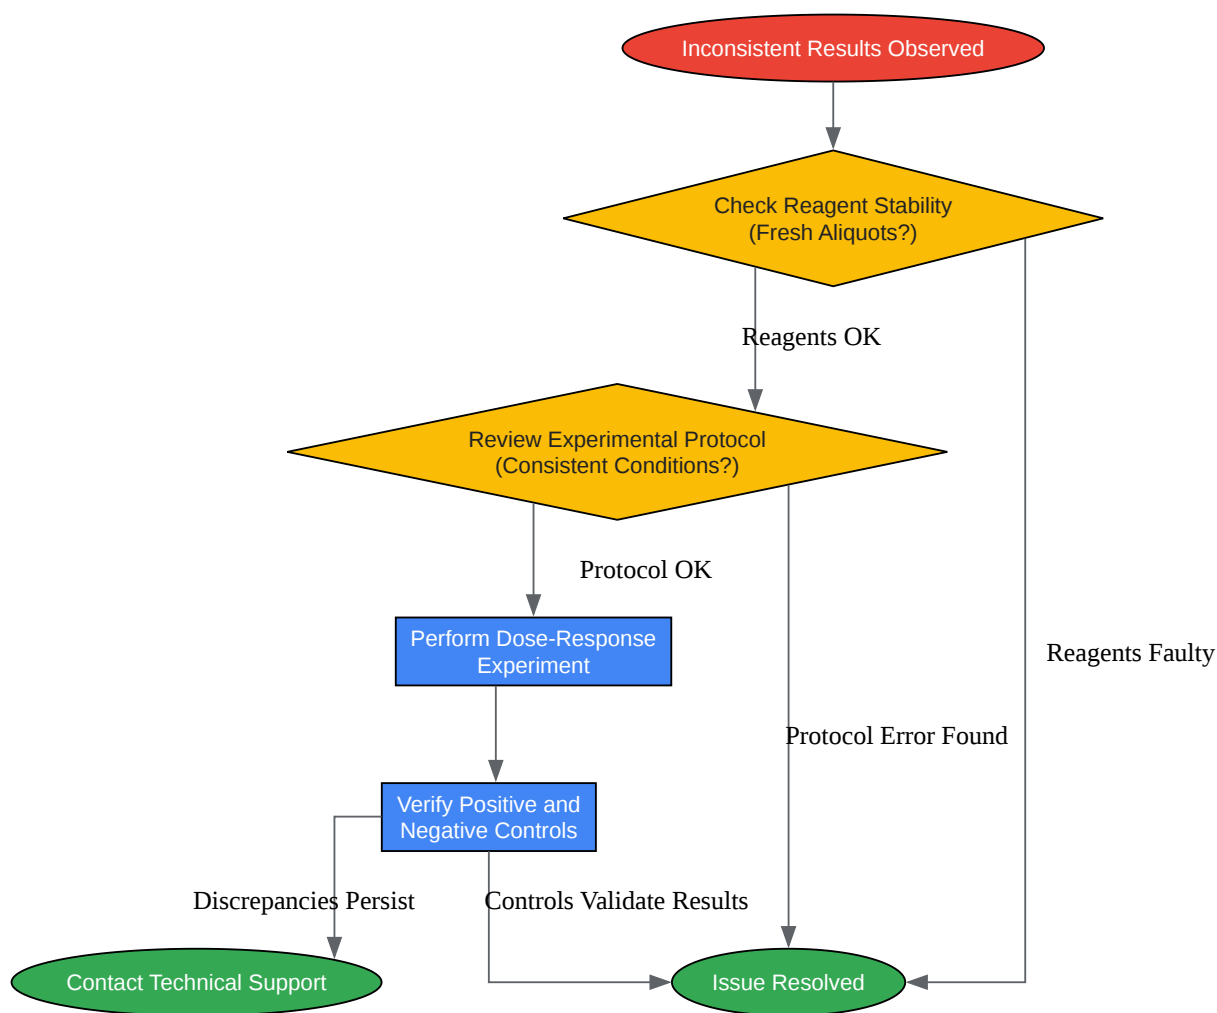 Inconsistent Results Observed
Check Reagent Stability
(Fresh Aliquots?)
Reagents OK
Review Experimental Protocol
(Consistent Conditions?)
Protocol OK
Perform Dose-Response
Experiment
Reagents Faulty
Protocol Error Found
Verify Positive and
Negative Controls
Discrepancies Persist
Controls Validate Results
Contact Technical Support
Issue Resolved